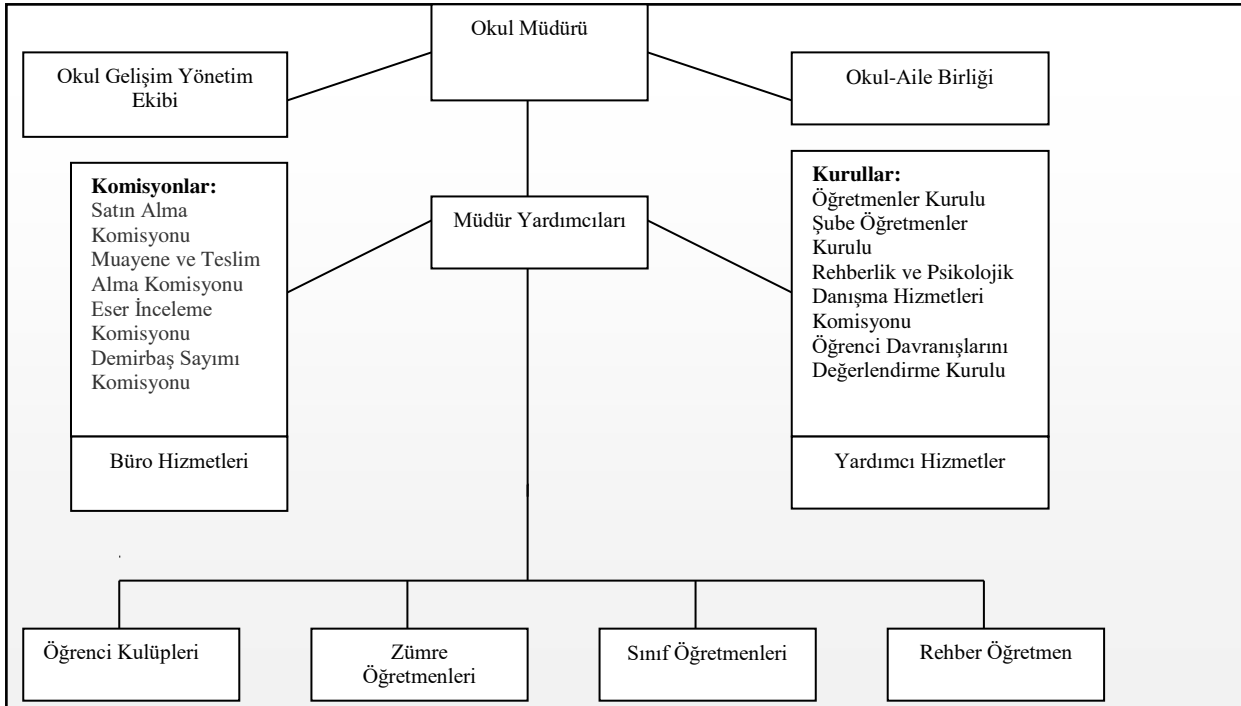 Okul Müdürü
Okul Gelişim Yönetim
Ekibi
Okul-Aile Birliği
Komisyonlar:
Satın Alma
Komisyonu
Muayene ve Teslim
Alma Komisyonu
Eser İnceleme
Komisyonu
Demirbaş Sayımı
Komisyonu
Müdür Yardımcıları
Kurullar:
Öğretmenler Kurulu
Şube Öğretmenler
Kurulu
Rehberlik ve Psikolojik
Danışma Hizmetleri
Komisyonu
Öğrenci Davranışlarını
Değerlendirme Kurulu
Büro Hizmetleri
Yardımcı Hizmetler
Öğrenci Kulüpleri
Zümre
Öğretmenleri
Sınıf Öğretmenleri
Rehber Öğretmen